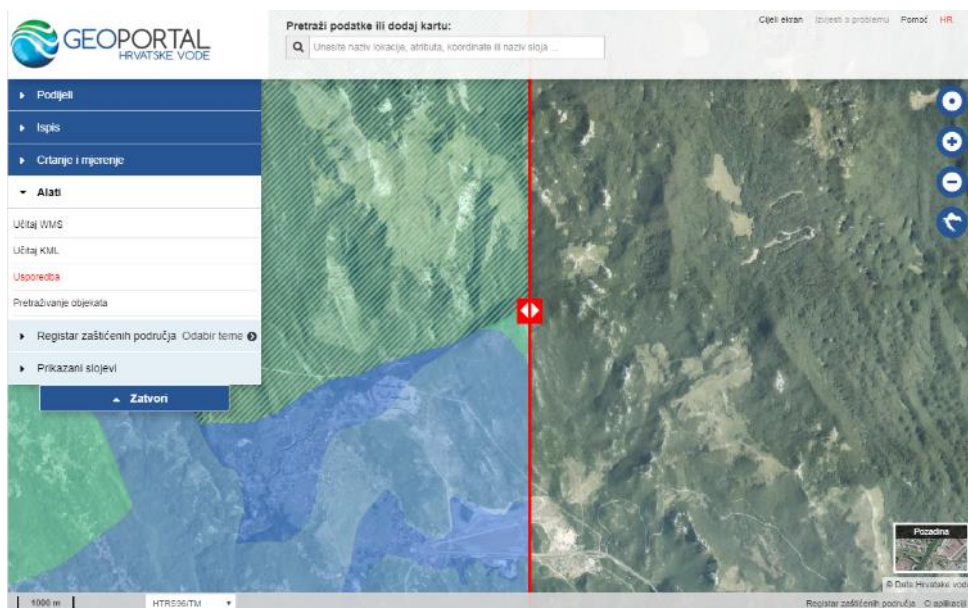 GEOPORTAL
HRVATSKE VODE
Pretraži podatke ili dodaj kartu:
Unesite naziv lokacije, atributa, koordinate ili naziv sloja ...
Cijeli ekran Izvijesti o problemu Pomoć HR
Podijeli
Ispis
Crtanje i mjerenje
Alati
Učitaj WMS
Učitaj KML
Usporedba
Pretraživanje objekata
Registar zaštićenih područja Odabir teme
Prikazani slojevi
Zatvori
Pozadina
© Data Hrvatske vode
1000 m HTRS96/TM Registar zaštićenih područja O aplikaciji